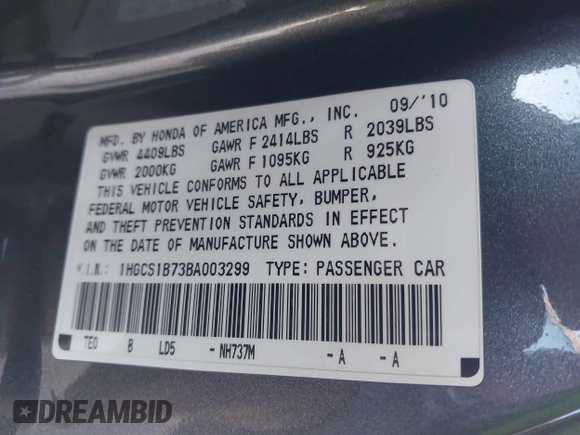 MFD. BY HONDA OF AMERICA MFG., INC. 09/'10
GVWR 4409LBS GAWR F 2414LBS R 2039LBS
GVWR 2000KG GAWR F 1095KG R 925KG
THIS VEHICLE CONFORMS TO ALL APPLICABLE
FEDERAL MOTOR VEHICLE SAFETY, BUMPER,
AND THEFT PREVENTION STANDARDS IN EFFECT
ON THE DATE OF MANUFACTURE SHOWN ABOVE.
V.I.N.: 1HGCS1B73BA003299 TYPE: PASSENGER CAR
TE0 B LD5 - NH737M - A - A
DREAMBID